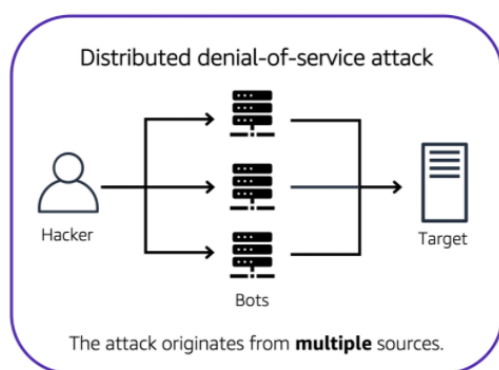 Distributed denial-of-service attack
Hacker
Bots
Target
The attack originates from multiple sources.